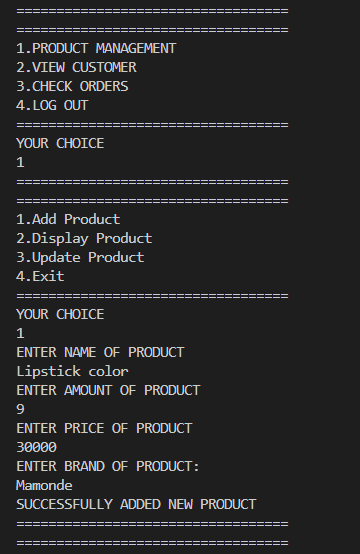 ==================================
==================================
1.PRODUCT MANAGEMENT
2.VIEW CUSTOMER
3.CHECK ORDERS
4.LOG OUT
==================================
YOUR CHOICE
1
==================================
==================================
1.Add Product
2.Display Product
3.Update Product
4.Exit
==================================
YOUR CHOICE
1
ENTER NAME OF PRODUCT
Lipstick color
ENTER AMOUNT OF PRODUCT
9
ENTER PRICE OF PRODUCT
30000
ENTER BRAND OF PRODUCT:
Mamonde
SUCCESSFULLY ADDED NEW PRODUCT
==================================
==================================